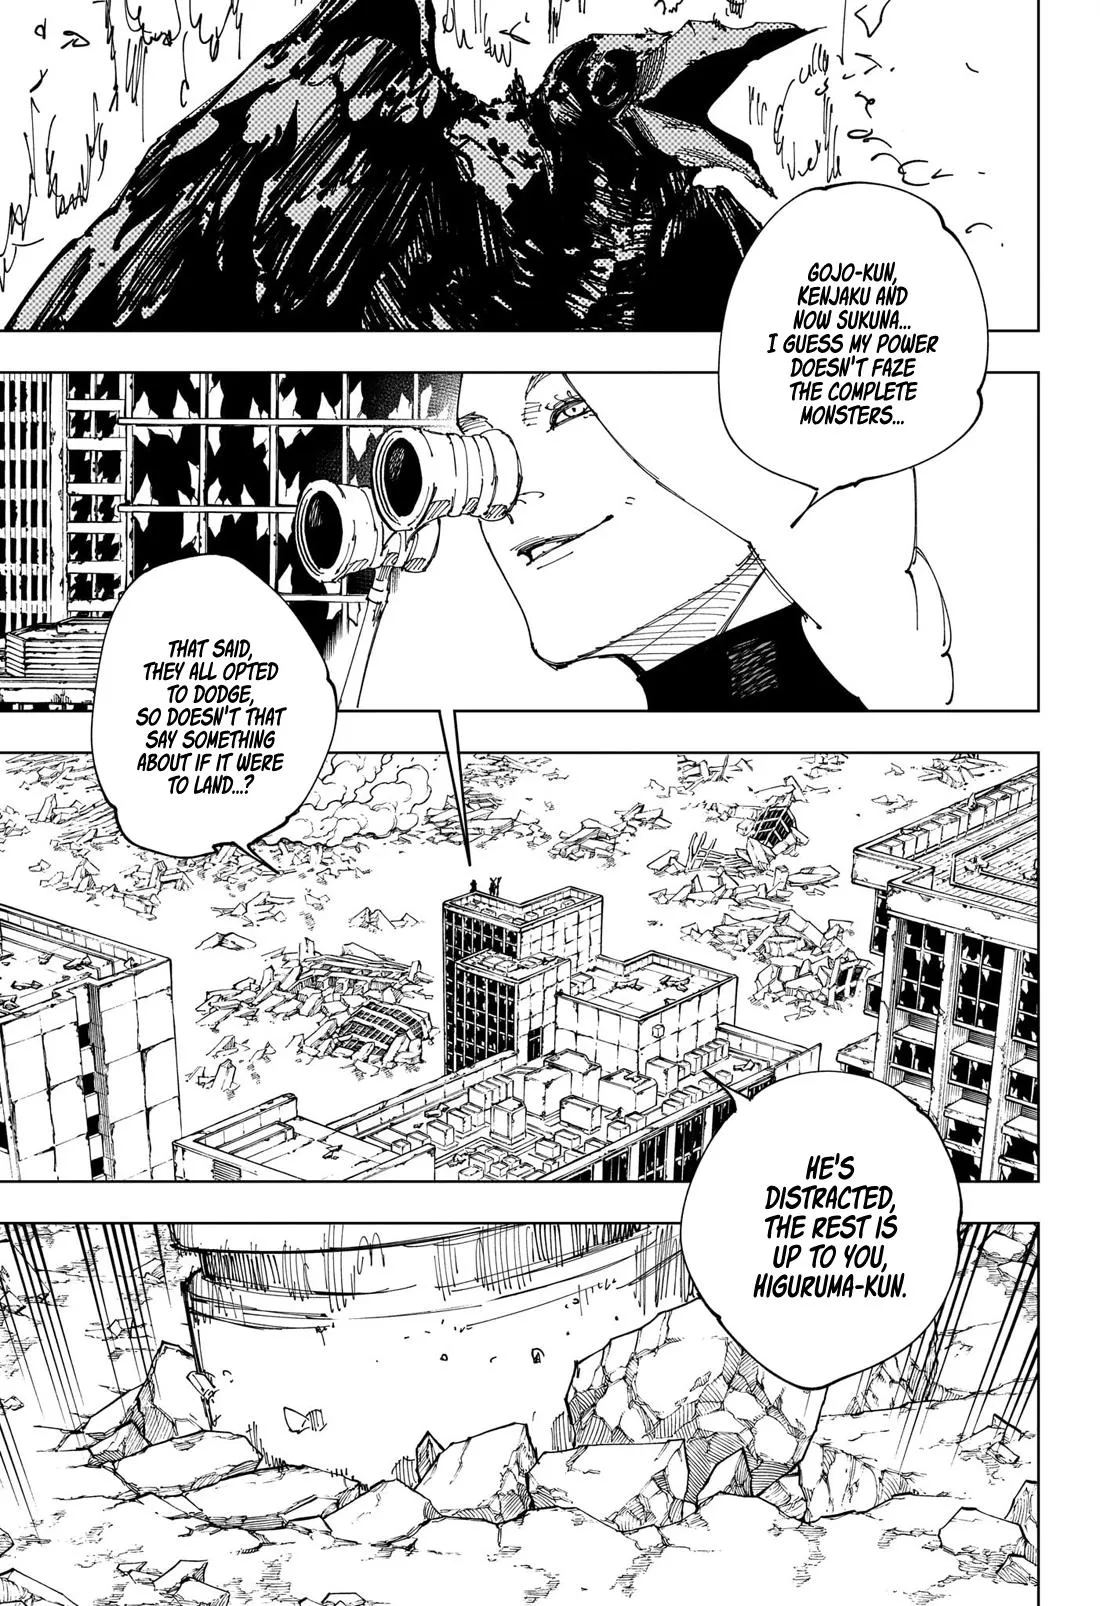 GOJO-KUN,
KENJAKU AND
NOW SUKUNA...
I GUESS MY POWER
DOESN'T FAZE
THE COMPLETE
MONSTERS...
THAT SAID,
THEY ALL OPTED
TO DODGE,
SO DOESN'T THAT
SAY SOMETHING
ABOUT IF IT WERE
TO LAND...?
HE'S
DISTRACTED,
THE REST IS
UP TO YOU,
HIGURUMA-KUN.